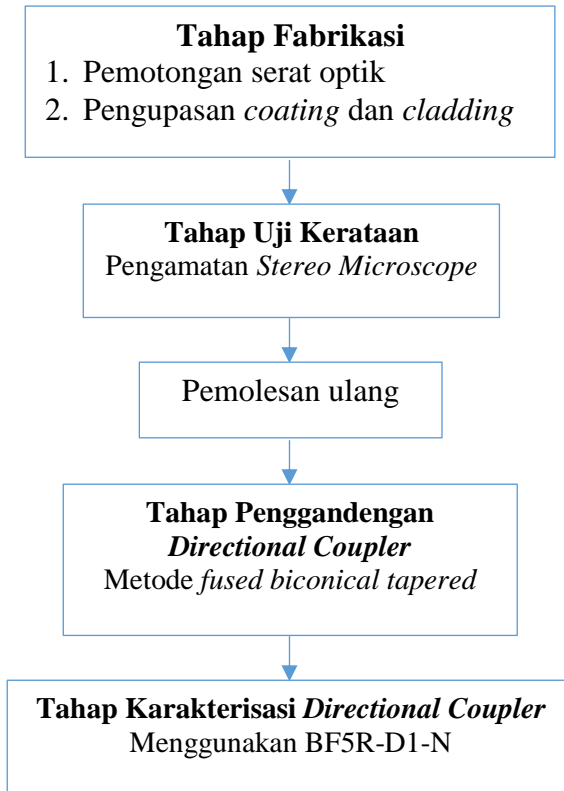 Tahap Fabrikasi
1. Pemotongan serat optik
2. Pengupasan coating dan cladding
Tahap Uji Kerataan
Pengamatan Stereo Microscope
Pemolesan ulang
Tahap Penggandengan
Directional Coupler
Metode fused biconical tapered
Tahap Karakterisasi Directional Coupler
Menggunakan BF5R-D1-N